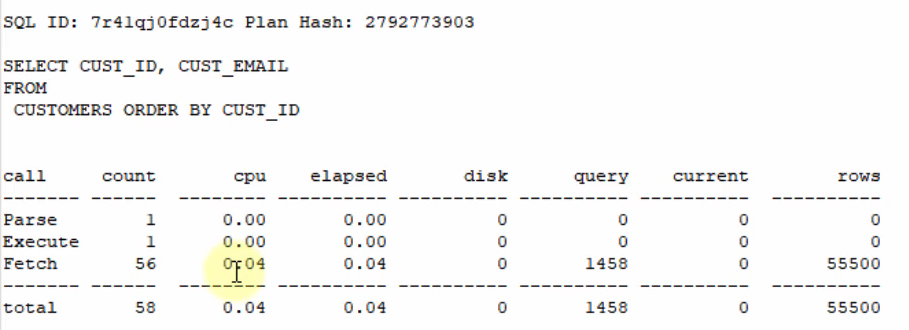 SQL ID: 7r41qj0fdzj4c Plan Hash: 2792773903
SELECT CUST_ID, CUST_EMAIL
FROM
CUSTOMERS ORDER BY CUST_ID
call count cpu elapsed disk query current rows
------- ------ -------- ---------- ---------- ---------- ---------- ----------
Parse 1 0.00 0.00 0 0 0 0
Execute 1 0.00 0.00 0 0 0 0
Fetch 56 0.04 0.04 0 1458 0 55500
------- ------ -------- ---------- ---------- ---------- ---------- ----------
total 58 0.04 0.04 0 1458 0 55500